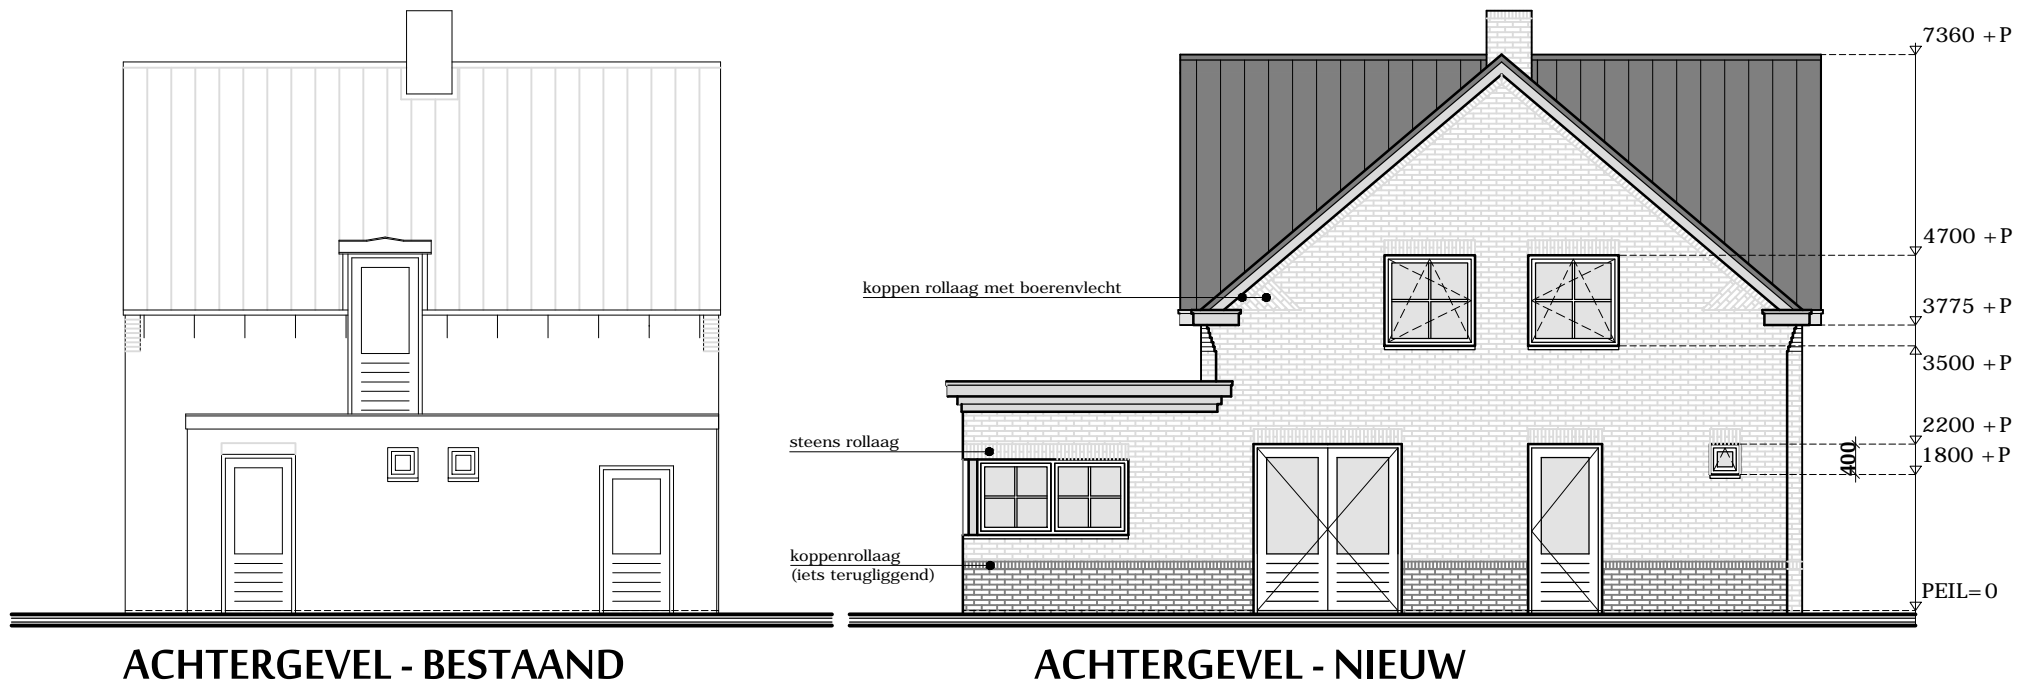 7360 +P
4700 +P
koppen rollaag met boerenvlecht
3775 +P
3500 +P
2200 +P
steens rollaag
400
1800 +P
koppenrollaag
(iets terugliggend)
PEIL=0
ACHTERGEVEL - BESTAAND
ACHTERGEVEL - NIEUW